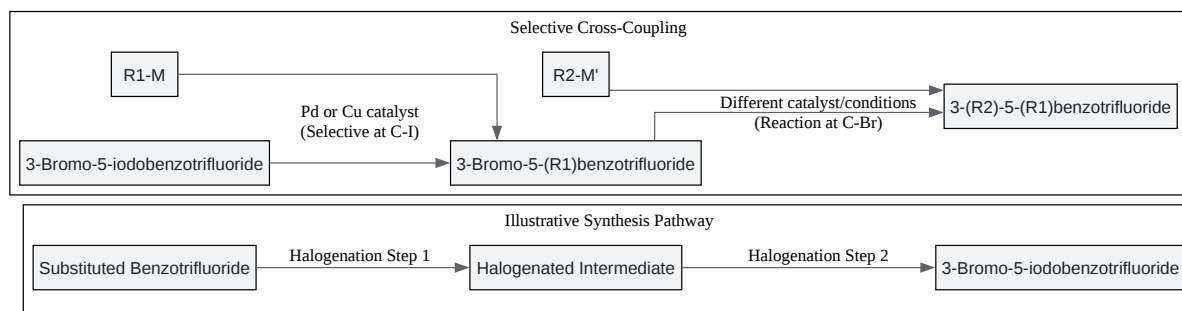 Selective Cross-Coupling
R1-M
R2-M'
Pd or Cu catalyst
(Selective at C-I)
Different catalyst/conditions
(Reaction at C-Br)
3-(R2)-5-(R1)benzotrifluoride
3-Bromo-5-iodobenzotrifluoride
3-Bromo-5-(R1)benzotrifluoride
Illustrative Synthesis Pathway
Substituted Benzotrifluoride
Halogenation Step 1
Halogenated Intermediate
Halogenation Step 2
3-Bromo-5-iodobenzotrifluoride